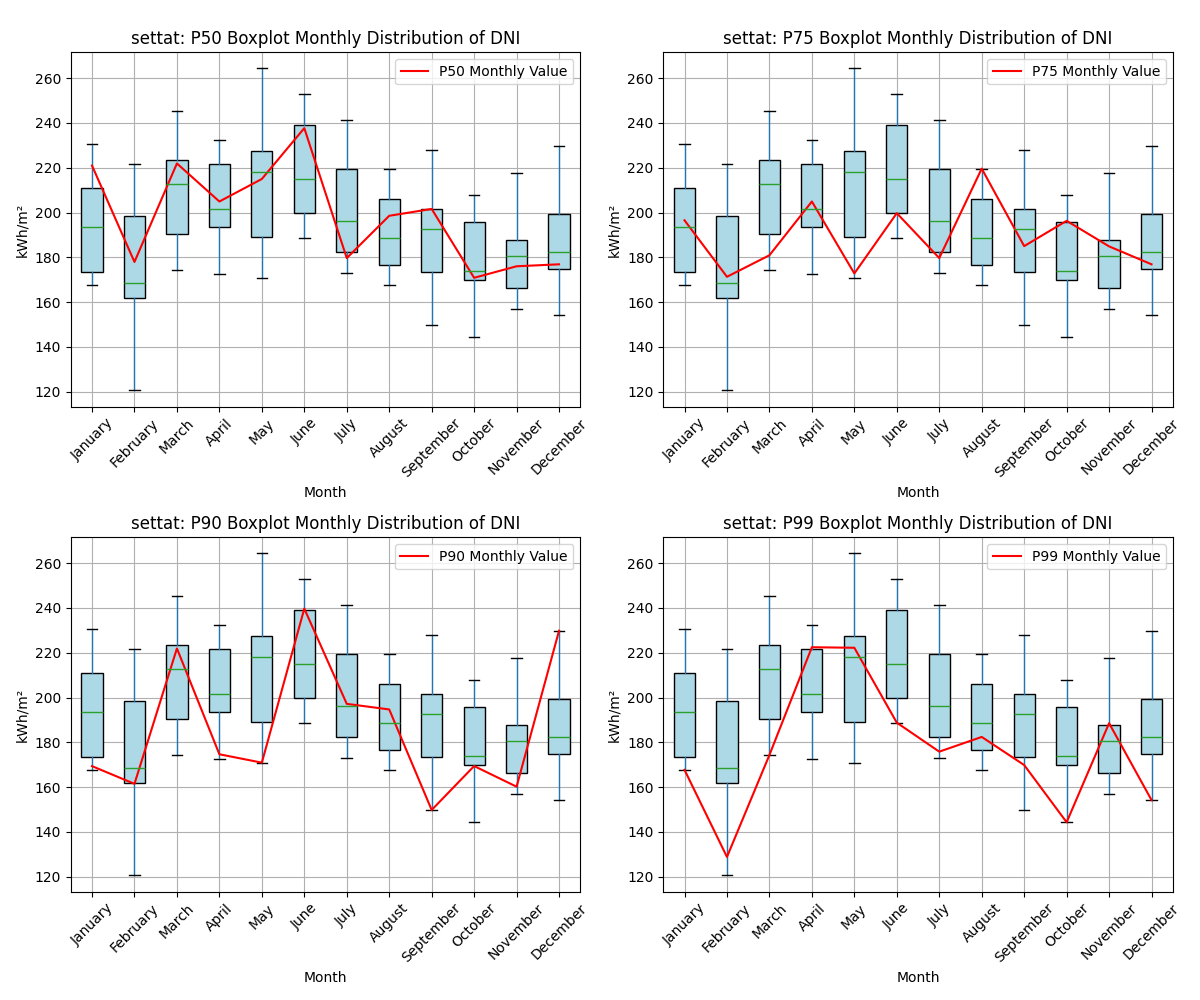 settat: P50 Boxplot Monthly Distribution of DNI
P50 Monthly Value
kWh/m²
260
240
220
200
180
160
140
120
January
February
March
April
May
June
July
August
September
October
November
December
Month
settat: P75 Boxplot Monthly Distribution of DNI
P75 Monthly Value
kWh/m²
260
240
220
200
180
160
140
120
January
February
March
April
May
June
July
August
September
October
November
December
Month
settat: P90 Boxplot Monthly Distribution of DNI
P90 Monthly Value
kWh/m²
260
240
220
200
180
160
140
120
January
February
March
April
May
June
July
August
September
October
November
December
Month
settat: P99 Boxplot Monthly Distribution of DNI
P99 Monthly Value
kWh/m²
260
240
220
200
180
160
140
120
January
February
March
April
May
June
July
August
September
October
November
December
Month